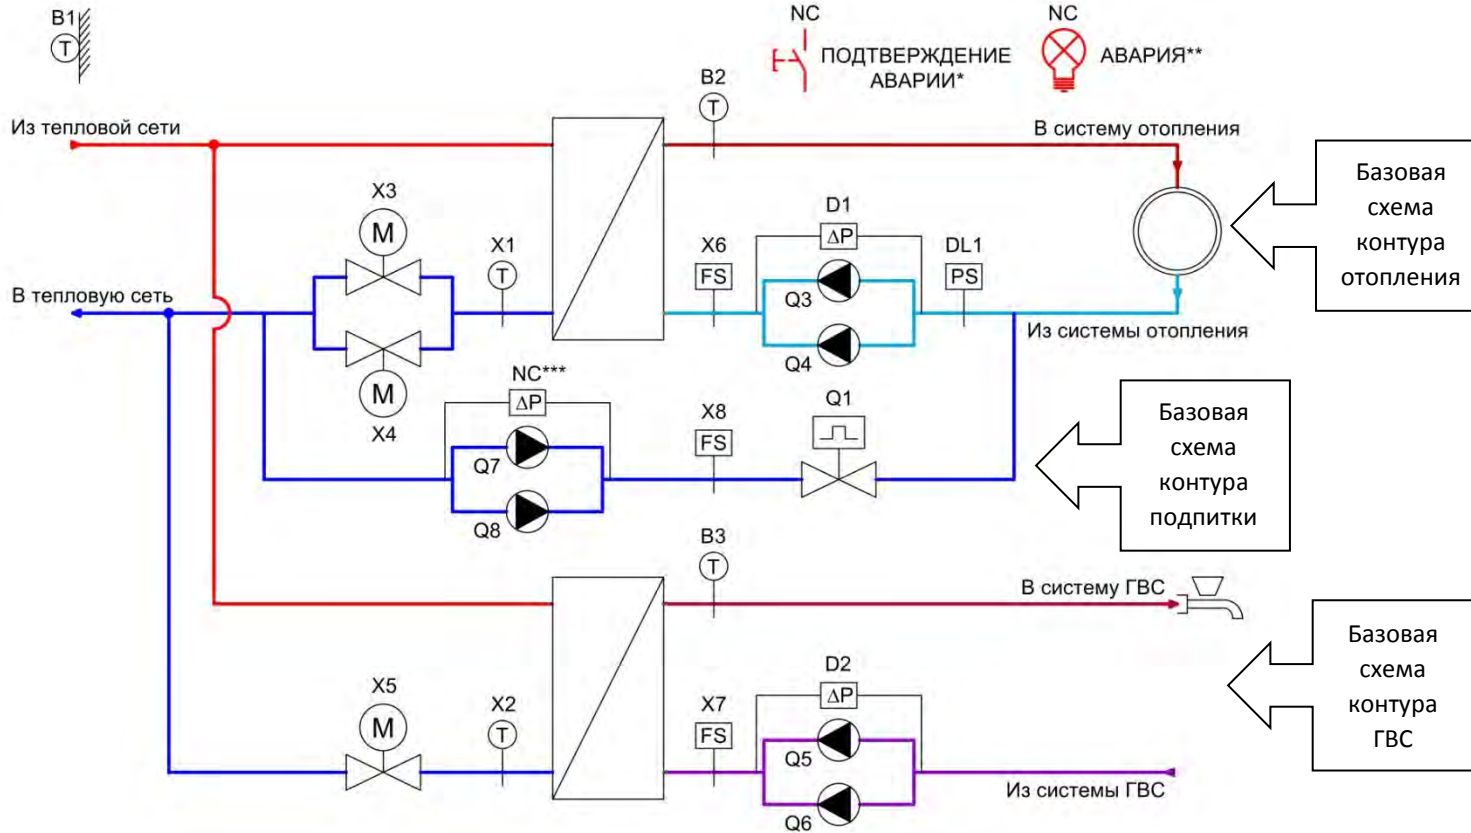 B1
T
NC
ПОДТВЕРЖДЕНИЕ
АВАРИИ*
NC
АВАРИЯ**
B2
T
Из тепловой сети
В систему отопления
Базовая
схема
контура
отопления
X3
M
X1
T
X6
FS
D1
ΔP
DL1
PS
Q3
Q4
В тепловую сеть
Из системы отопления
M
X4
NC***
ΔP
X8
FS
Q1
Q7
Q8
Базовая
схема
контура
подпитки
B3
T
В систему ГВС
X5
M
X2
T
X7
FS
D2
ΔP
Q5
Q6
Из системы ГВС
Базовая
схема
контура
ГВС